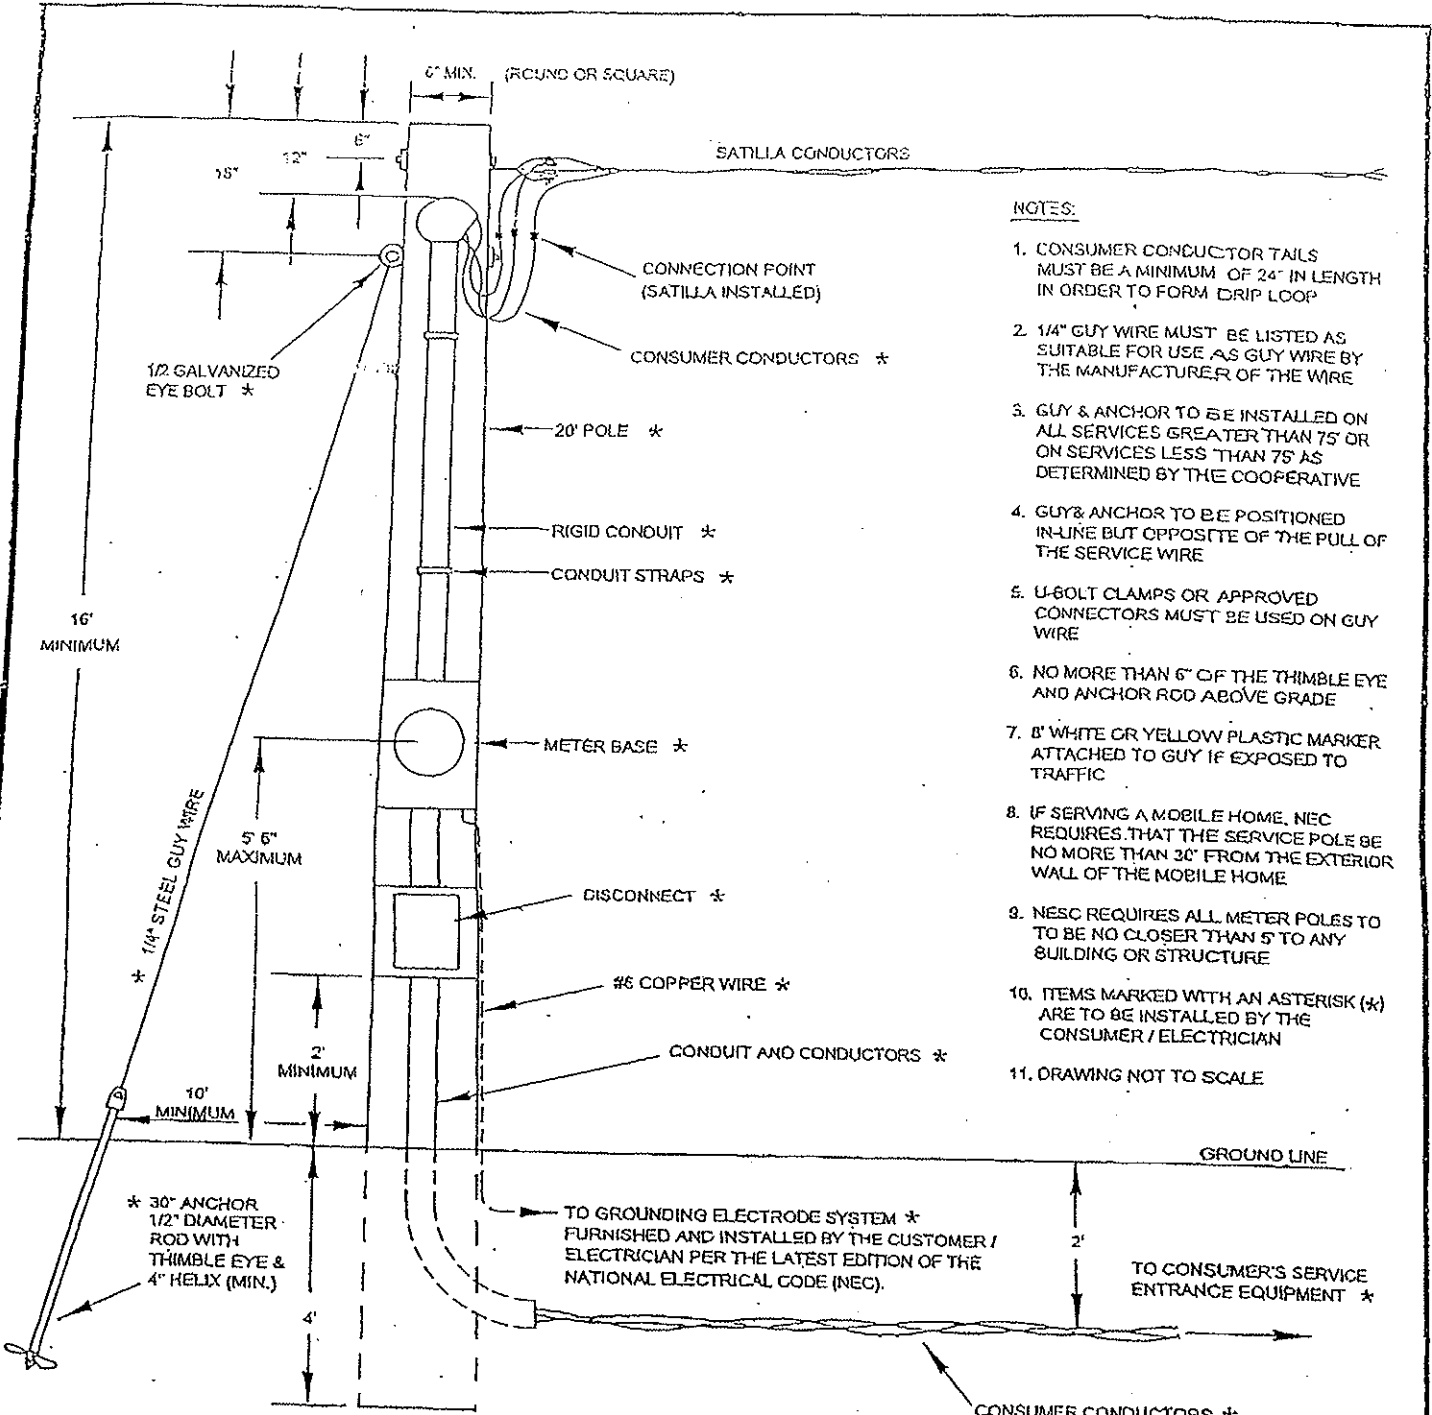 6" MIN. (ROUND OR SQUARE)
6"
12"
18"
SATILLA CONDUCTORS
CONNECTION POINT
(SATILLA INSTALLED)
CONSUMER CONDUCTORS *
1/2 GALVANIZED
EYE BOLT *
20' POLE *
RIGID CONDUIT *
CONDUIT STRAPS *
16'
MINIMUM
METER BASE *
5' 6"
MAXIMUM
* 1/4" STEEL GUY WIRE
DISCONNECT *
#6 COPPER WIRE *
2'
MINIMUM
CONDUIT AND CONDUCTORS *
10'
MINIMUM
NOTES:
1. CONSUMER CONDUCTOR TAILS
MUST BE A MINIMUM OF 24" IN LENGTH
IN ORDER TO FORM DRIP LOOP
2. 1/4" GUY WIRE MUST BE LISTED AS
SUITABLE FOR USE AS GUY WIRE BY
THE MANUFACTURER OF THE WIRE
3. GUY & ANCHOR TO BE INSTALLED ON
ALL SERVICES GREATER THAN 75' OR
ON SERVICES LESS THAN 75' AS
DETERMINED BY THE COOPERATIVE
4. GUY& ANCHOR TO BE POSITIONED
IN-LINE BUT OPPOSITE OF THE PULL OF
THE SERVICE WIRE
5. U-BOLT CLAMPS OR APPROVED
CONNECTORS MUST BE USED ON GUY
WIRE
6. NO MORE THAN 6" OF THE THIMBLE EYE
AND ANCHOR ROD ABOVE GRADE
7. 8' WHITE OR YELLOW PLASTIC MARKER
ATTACHED TO GUY IF EXPOSED TO
TRAFFIC
8. IF SERVING A MOBILE HOME, NEC
REQUIRES THAT THE SERVICE POLE BE
NO MORE THAN 30' FROM THE EXTERIOR
WALL OF THE MOBILE HOME
9. NESC REQUIRES ALL METER POLES TO
TO BE NO CLOSER THAN 5' TO ANY
BUILDING OR STRUCTURE
10. ITEMS MARKED WITH AN ASTERISK (*)
ARE TO BE INSTALLED BY THE
CONSUMER / ELECTRICIAN
11. DRAWING NOT TO SCALE
GROUND LINE
* 30" ANCHOR
1/2" DIAMETER
ROD WITH
THIMBLE EYE &
4" HELIX (MIN.)
4'
TO GROUNDING ELECTRODE SYSTEM *
FURNISHED AND INSTALLED BY THE CUSTOMER /
ELECTRICIAN PER THE LATEST EDITION OF THE
NATIONAL ELECTRICAL CODE (NEC).
2'
TO CONSUMER'S SERVICE
ENTRANCE EQUIPMENT *
CONSUMER CONDUCTORS *